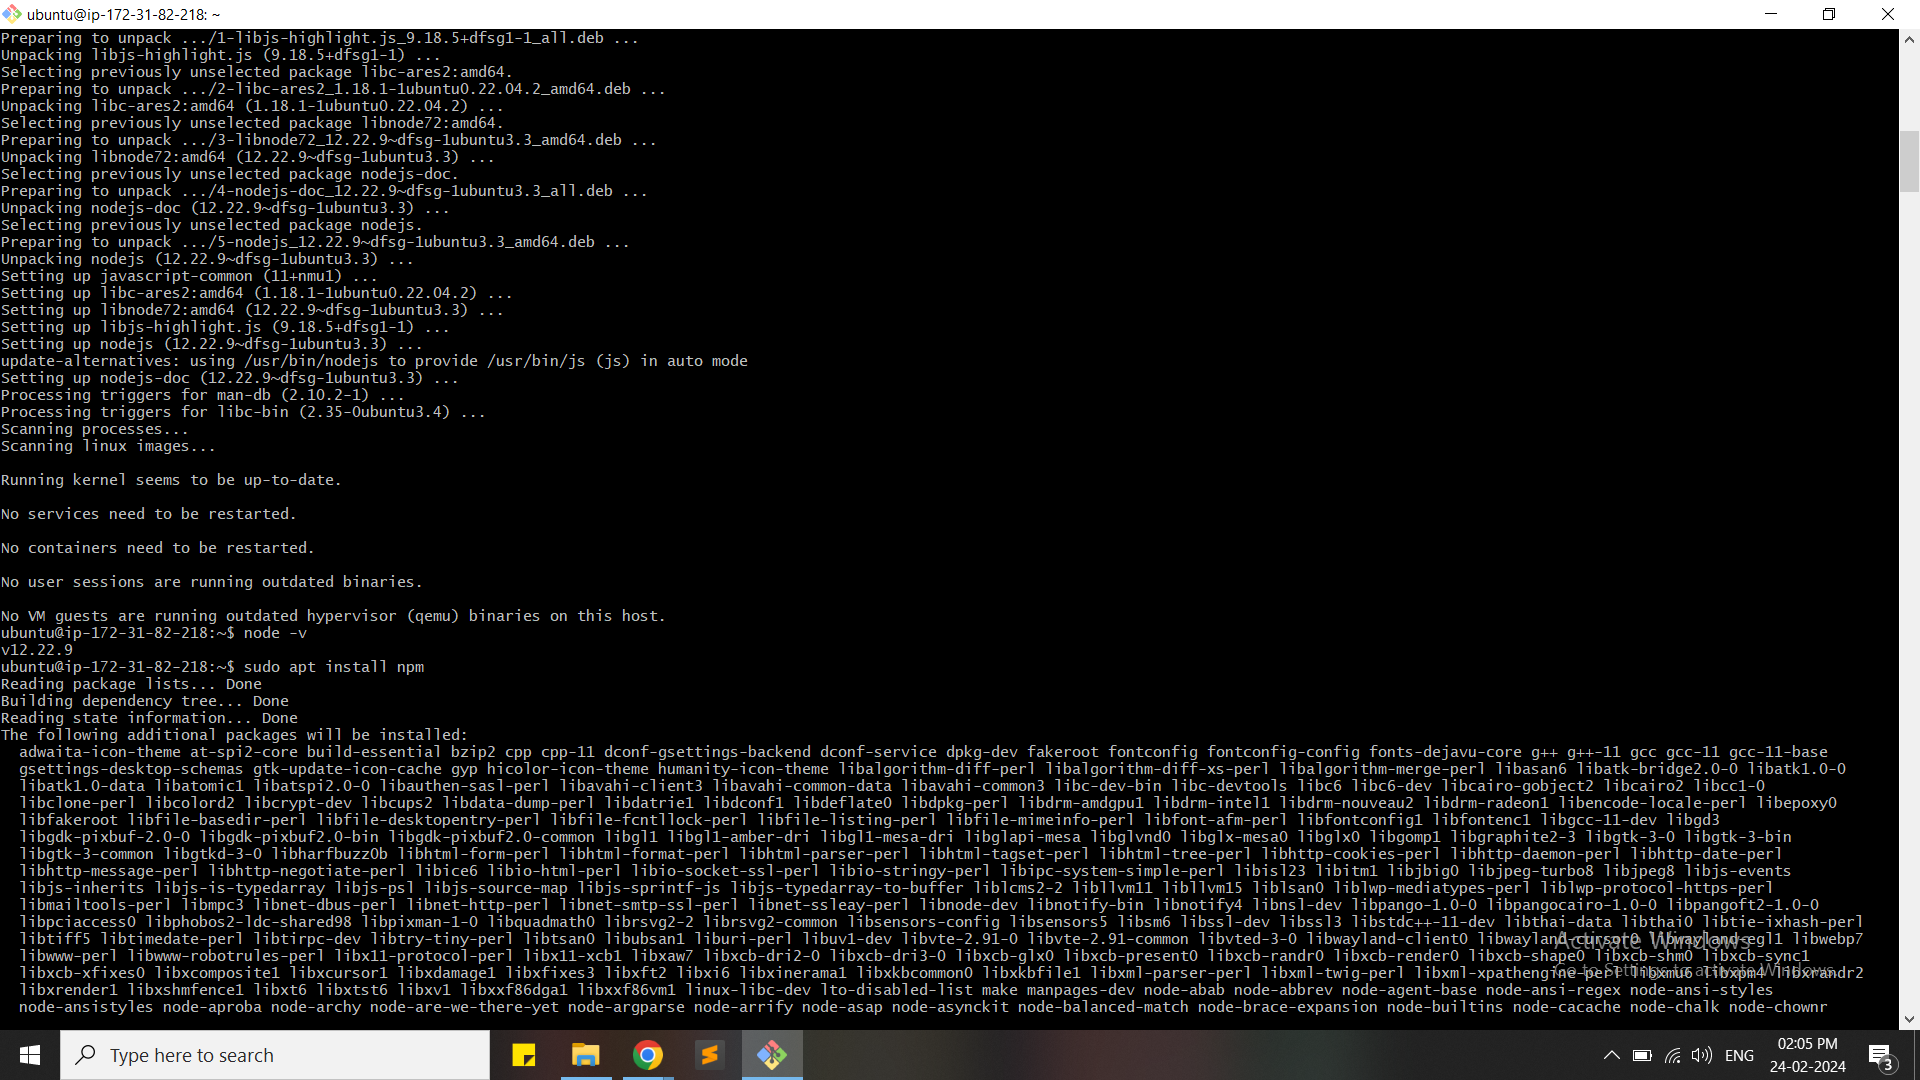 ubuntu@ip-172-31-82-218: ~
Preparing to unpack .../1-libjs-highlight.js_9.18.5+dfsg1-1_all.deb ...
Unpacking libjs-highlight.js (9.18.5+dfsg1-1) ...
Selecting previously unselected package libc-ares2:amd64.
Preparing to unpack .../2-libc-ares2_1.18.1-1ubuntu0.22.04.2_amd64.deb ...
Unpacking libc-ares2:amd64 (1.18.1-1ubuntu0.22.04.2) ...
Selecting previously unselected package libnode72:amd64.
Preparing to unpack .../3-libnode72_12.22.9~dfsg-1ubuntu3.3_amd64.deb ...
Unpacking libnode72:amd64 (12.22.9~dfsg-1ubuntu3.3) ...
Selecting previously unselected package nodejs-doc.
Preparing to unpack .../4-nodejs-doc_12.22.9~dfsg-1ubuntu3.3_all.deb ...
Unpacking nodejs-doc (12.22.9~dfsg-1ubuntu3.3) ...
Selecting previously unselected package nodejs.
Preparing to unpack .../5-nodejs_12.22.9~dfsg-1ubuntu3.3_amd64.deb ...
Unpacking nodejs (12.22.9~dfsg-1ubuntu3.3) ...
Setting up javascript-common (11+nmu1) ...
Setting up libc-ares2:amd64 (1.18.1-1ubuntu0.22.04.2) ...
Setting up libnode72:amd64 (12.22.9~dfsg-1ubuntu3.3) ...
Setting up libjs-highlight.js (9.18.5+dfsg1-1) ...
Setting up nodejs (12.22.9~dfsg-1ubuntu3.3) ...
update-alternatives: using /usr/bin/nodejs to provide /usr/bin/js (js) in auto mode
Setting up nodejs-doc (12.22.9~dfsg-1ubuntu3.3) ...
Processing triggers for man-db (2.10.2-1) ...
Processing triggers for libc-bin (2.35-0ubuntu3.4) ...
Scanning processes...
Scanning linux images...
Running kernel seems to be up-to-date.
No services need to be restarted.
No containers need to be restarted.
No user sessions are running outdated binaries.
No VM guests are running outdated hypervisor (qemu) binaries on this host.
ubuntu@ip-172-31-82-218:~$ node -v
v12.22.9
ubuntu@ip-172-31-82-218:~$ sudo apt install npm
Reading package lists... Done
Building dependency tree... Done
Reading state information... Done
The following additional packages will be installed:
adwaita-icon-theme at-spi2-core build-essential bzip2 cpp cpp-11 dconf-gsettings-backend dconf-service dpkg-dev fakeroot fontconfig fontconfig-config fonts-dejavu-core g++ g++-11 gcc gcc-11 gcc-11-base
gsettings-desktop-schemas gtk-update-icon-cache gyp hicolor-icon-theme humanity-icon-theme libalgorithm-diff-perl libalgorithm-diff-xs-perl libalgorithm-merge-perl libasan6 libatk-bridge2.0-0 libatk1.0-0
libatk1.0-data libatomic1 libatspi2.0-0 libauthen-sasl-perl libavahi-client3 libavahi-common-data libavahi-common3 libc-dev-bin libc-devtools libc6 libc6-dev libcairo-gobject2 libcairo2 libcc1-0
libclone-perl libcolord2 libcrypt-dev libcups2 libdata-dump-perl libdatrie1 libdconf1 libdeflate0 libdpkg-perl libdrm-amdgpu1 libdrm-intel1 libdrm-nouveau2 libdrm-radeon1 libencode-locale-perl libepoxy0
libfakeroot libfile-basedir-perl libfile-desktopentry-perl libfile-fcntllock-perl libfile-listing-perl libfile-mimeinfo-perl libfont-afm-perl libfontconfig1 libfontenc1 libgcc-11-dev libgd3
libgdk-pixbuf-2.0-0 libgdk-pixbuf2.0-bin libgdk-pixbuf2.0-common libgl1 libgl1-amber-dri libgl1-mesa-dri libglapi-mesa libglvnd0 libglx-mesa0 libglx0 libgomp1 libgraphite2-3 libgtk-3-0 libgtk-3-bin
libgtk-3-common libgtkd-3-0 libharfbuzz0b libhtml-form-perl libhtml-format-perl libhtml-parser-perl libhtml-tagset-perl libhtml-tree-perl libhttp-cookies-perl libhttp-daemon-perl libhttp-date-perl
libhttp-message-perl libhttp-negotiate-perl libice6 libio-html-perl libio-socket-ssl-perl libio-stringy-perl libipc-system-simple-perl libisl23 libitm1 libjbig0 libjpeg-turbo8 libjpeg8 libjs-events
libjs-inherits libjs-is-typedarray libjs-psl libjs-source-map libjs-sprintf-js libjs-typedarray-to-buffer liblcms2-2 libllvm11 libllvm15 liblsan0 liblwp-mediatypes-perl liblwp-protocol-https-perl
libmailtools-perl libmpc3 libnet-dbus-perl libnet-http-perl libnet-smtp-ssl-perl libnet-ssleay-perl libnode-dev libnotify-bin libnotify4 libnsl-dev libpango-1.0-0 libpangocairo-1.0-0 libpangoft2-1.0-0
libpciaccess0 libphobos2-ldc-shared98 libpixman-1-0 libquadmath0 librsvg2-2 librsvg2-common libsensors-config libsensors5 libsm6 libssl-dev libssl3 libstdc++-11-dev libthai-data libthai0 libtie-ixhash-perl
libtiff5 libtimedate-perl libtirpc-dev libtry-tiny-perl libtsan0 libubsan1 liburi-perl libuv1-dev libvte-2.91-0 libvte-2.91-common libvted-3-0 libwayland-client0 libwayland-cursor0 libwayland-egl1 libwebp7
libwww-perl libwww-robotrules-perl libx11-protocol-perl libx11-xcb1 libxaw7 libxcb-dri2-0 libxcb-dri3-0 libxcb-glx0 libxcb-present0 libxcb-randr0 libxcb-render0 libxcb-shape0 libxcb-shm0 libxcb-sync1
libxcb-xfixes0 libxcomposite1 libxcursor1 libxdamage1 libxfixes3 libxft2 libxi6 libxinerama1 libxkbcommon0 libxkbfile1 libxml-parser-perl libxml-twig-perl libxml-xpathengine-perl libxmu6 libxpm4 libxrandr2
libxrender1 libxshmfence1 libxt6 libxtst6 libxv1 libxxf86dga1 libxxf86vm1 linux-libc-dev lto-disabled-list make manpages-dev node-abab node-abbrev node-agent-base node-ansi-regex node-ansi-styles
node-ansistyles node-aproba node-archy node-are-we-there-yet node-argparse node-arrify node-asap node-asynckit node-balanced-match node-brace-expansion node-builtins node-cacache node-chalk node-chownr
Activate Windows
Go to Settings to activate Windows.
Type here to search
ENG
02:05 PM
24-02-2024
3